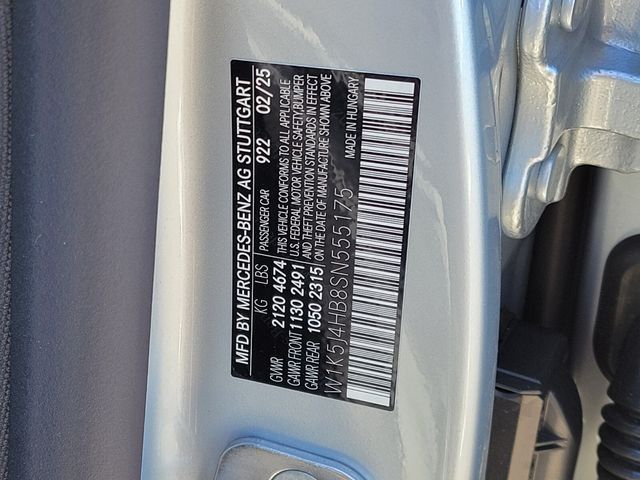 MFD BY MERCEDES-BENZ AG STUTTGART
KG LBS PASSENGER CAR 922 02/25
GVWR 2120 4674 THIS VEHICLE CONFORMS TO ALL APPLICABLE
GAWR FRONT 1130 2491 U.S. FEDERAL MOTOR VEHICLE SAFETY, BUMPER
GAWR REAR 1050 2315 AND THEFT PREVENTION STANDARDS IN EFFECT
ON THE DATE OF MANUFACTURE SHOWN ABOVE
W1K5J4HB8SN555175 MADE IN HUNGARY